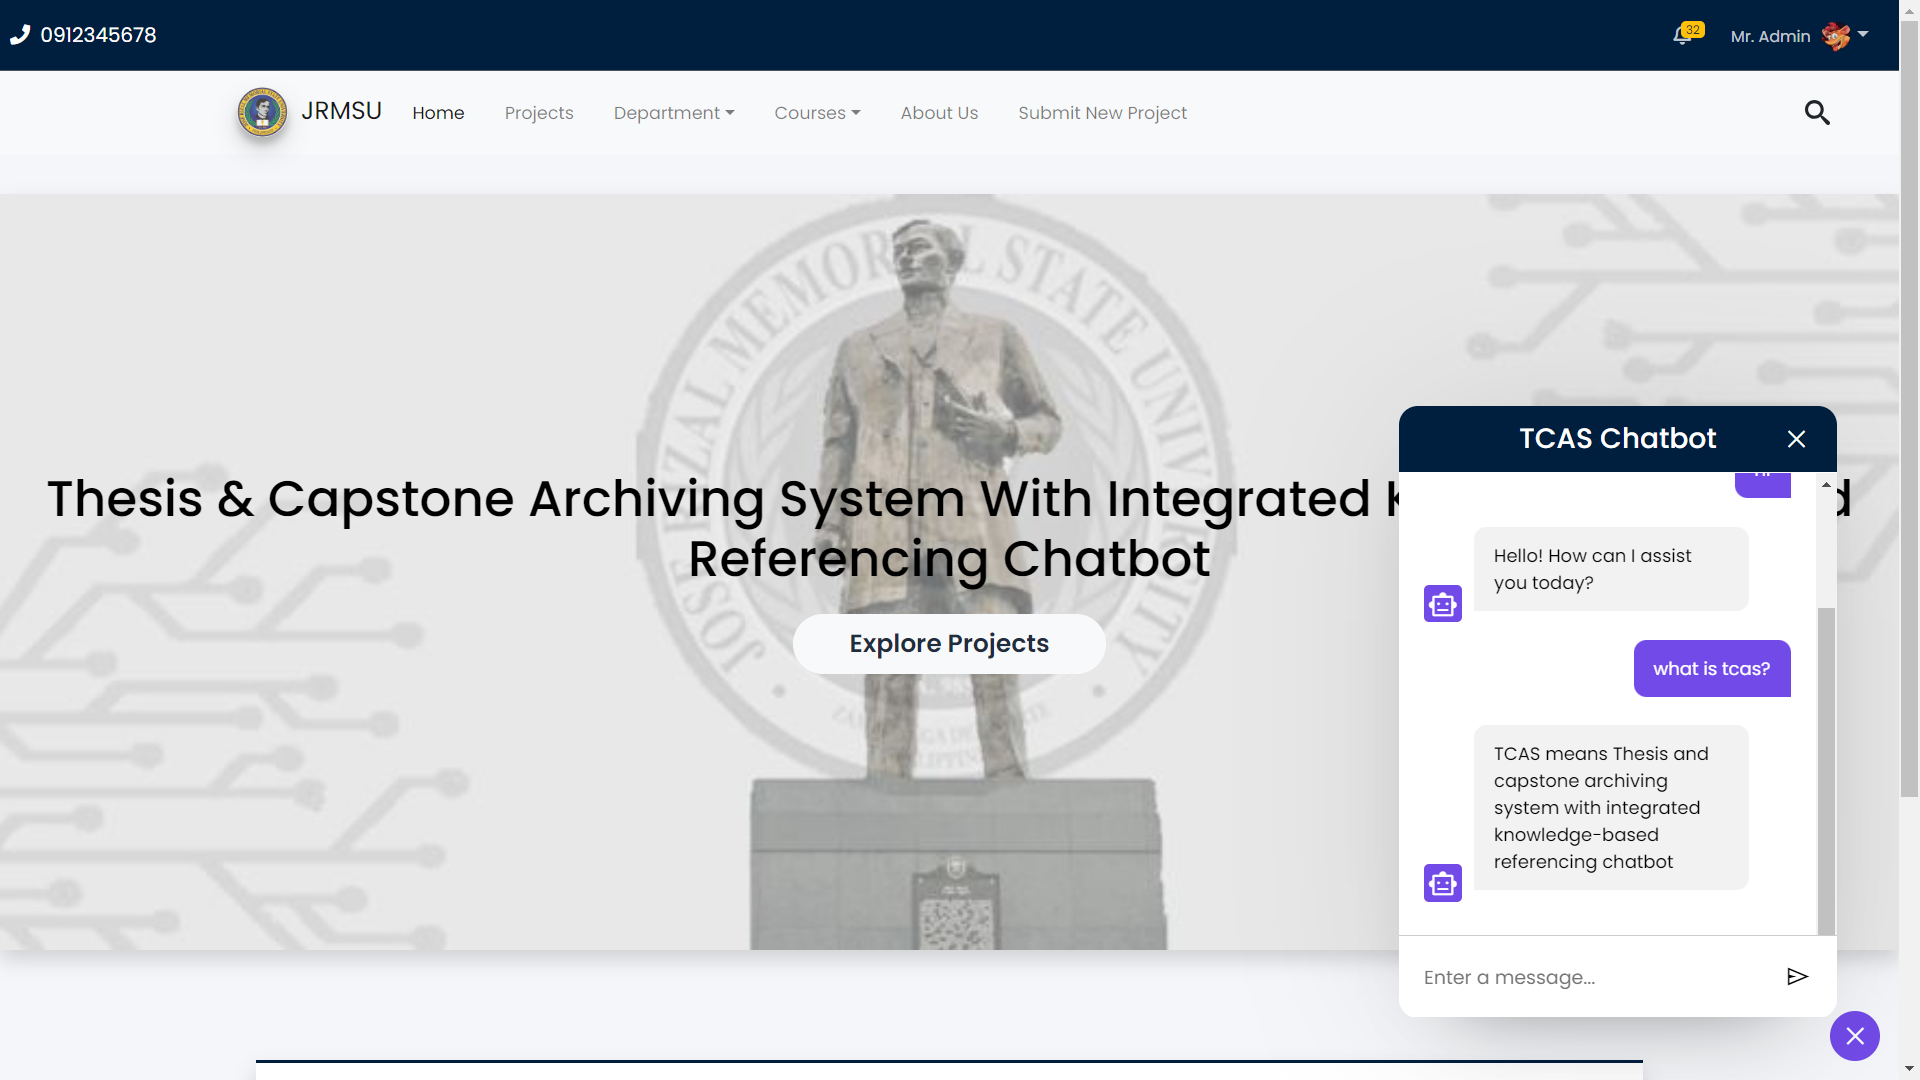 0912345678
32
Mr. Admin
JRMSU
Home
Projects
Department
Courses
About Us
Submit New Project
JOSE RIZAL MEMORIAL STATE UNIVERSITY
Thesis & Capstone Archiving System With Integrated
Referencing Chatbot
Explore Projects
TCAS Chatbot
Hello! How can I assist
you today?
what is tcas?
TCAS means Thesis and
capstone archiving
system with integrated
knowledge-based
referencing chatbot
Enter a message...